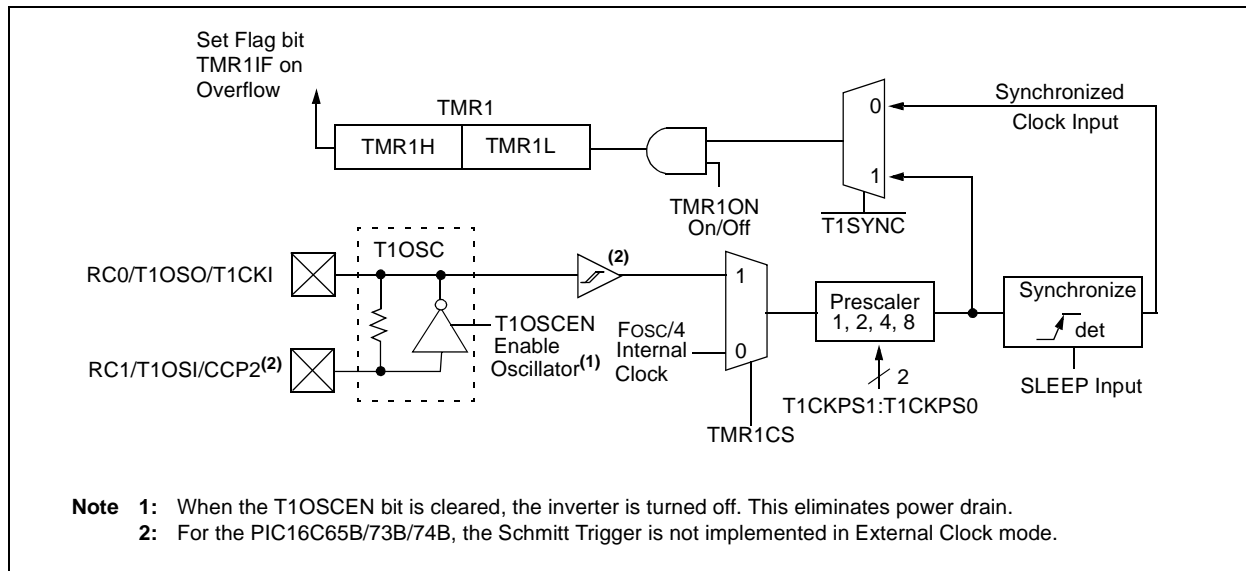 Set Flag bit
TMR1IF on
Overflow
TMR1
TMR1H
TMR1L
TMR1ON
On/Off
0
1
T1SYNC
Synchronized
Clock Input
RC0/T1OSO/T1CKI
T1OSC
(2)
T1OSCEN
Enable
Oscillator(1)
RC1/T1OSI/CCP2(2)
FOSC/4
Internal
Clock
1
0
TMR1CS
Prescaler
1, 2, 4, 8
2
T1CKPS1:T1CKPS0
Synchronize
det
SLEEP Input
Note 1: When the T1OSCEN bit is cleared, the inverter is turned off. This eliminates power drain.
2: For the PIC16C65B/73B/74B, the Schmitt Trigger is not implemented in External Clock mode.